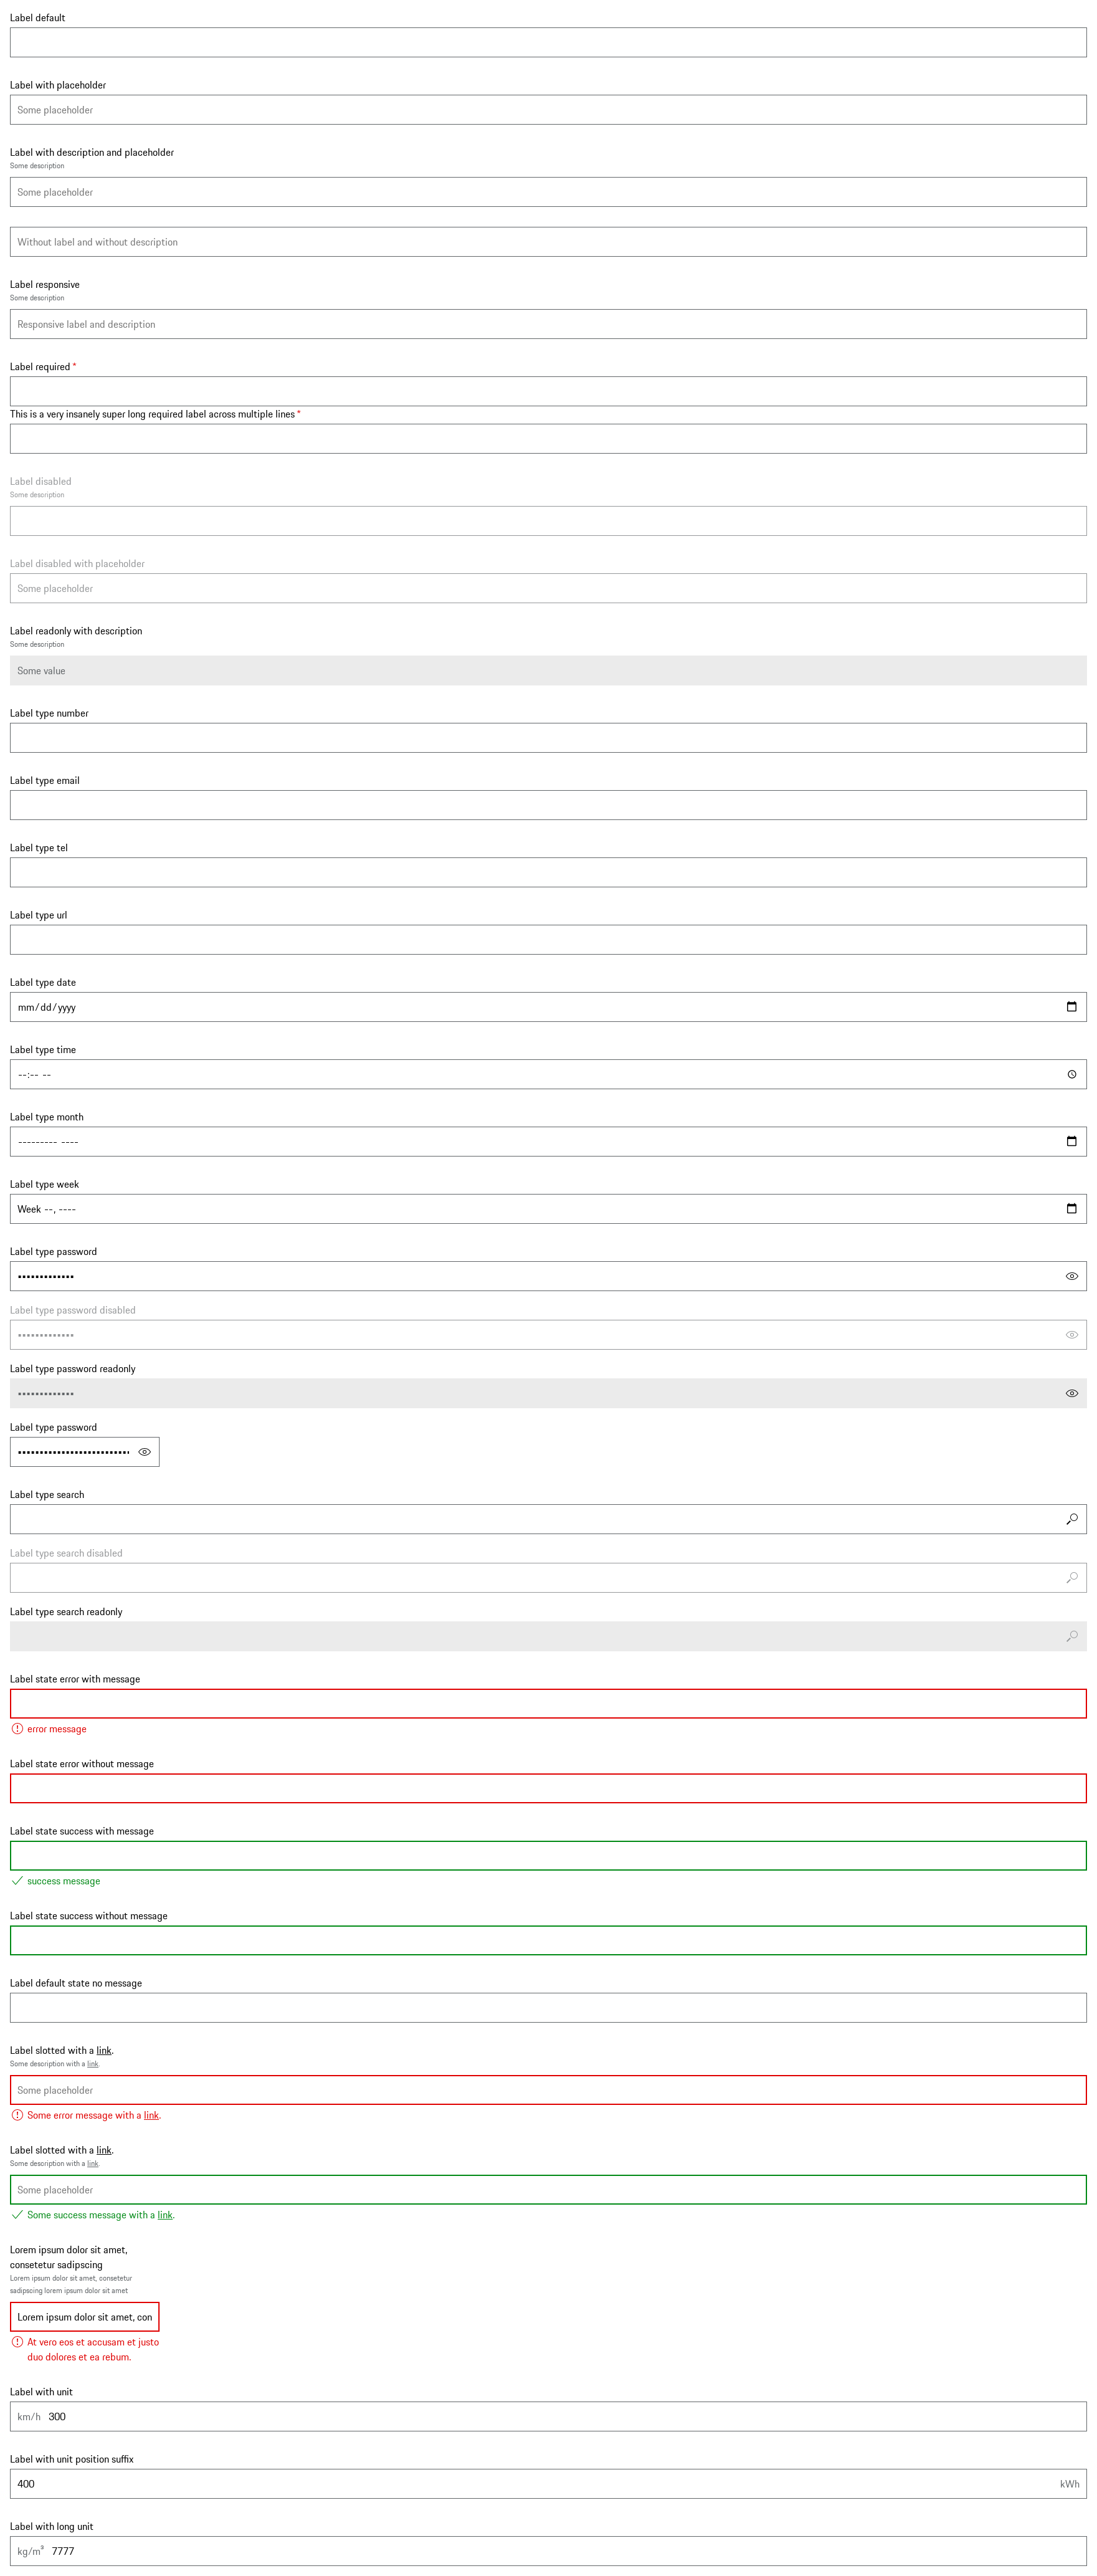 Label default
Label with placeholder
Some placeholder
Label with description and placeholder
Some description
Some placeholder
Without label and without description
Label responsive
Some description
Responsive label and description
Label required *
This is a very insanely super long required label across multiple lines *
Label disabled
Some description
Label disabled with placeholder
Some placeholder
Label readonly with description
Some description
Some value
Label type number
Label type email
Label type tel
Label type url
Label type date
mm/dd/yyyy
Label type time
--:-- --
Label type month
--------- ----
Label type week
Week --, ----
Label type password
Label type password disabled
Label type password readonly
Label type password
Label type search
Label type search disabled
Label type search readonly
Label state error with message
error message
Label state error without message
Label state success with message
success message
Label state success without message
Label default state no message
Label slotted with a link.
Some description with a link.
Some placeholder
Some error message with a link.
Label slotted with a link.
Some description with a link.
Some placeholder
Some success message with a link.
Lorem ipsum dolor sit amet,
consetetur sadipscing
Lorem ipsum dolor sit amet, consetetur
sadipscing lorem ipsum dolor sit amet
Lorem ipsum dolor sit amet, con
At vero eos et accusam et justo
duo dolores et ea rebum.
Label with unit
km/h 300
Label with unit position suffix
400 kWh
Label with long unit
kg/m³ 7777